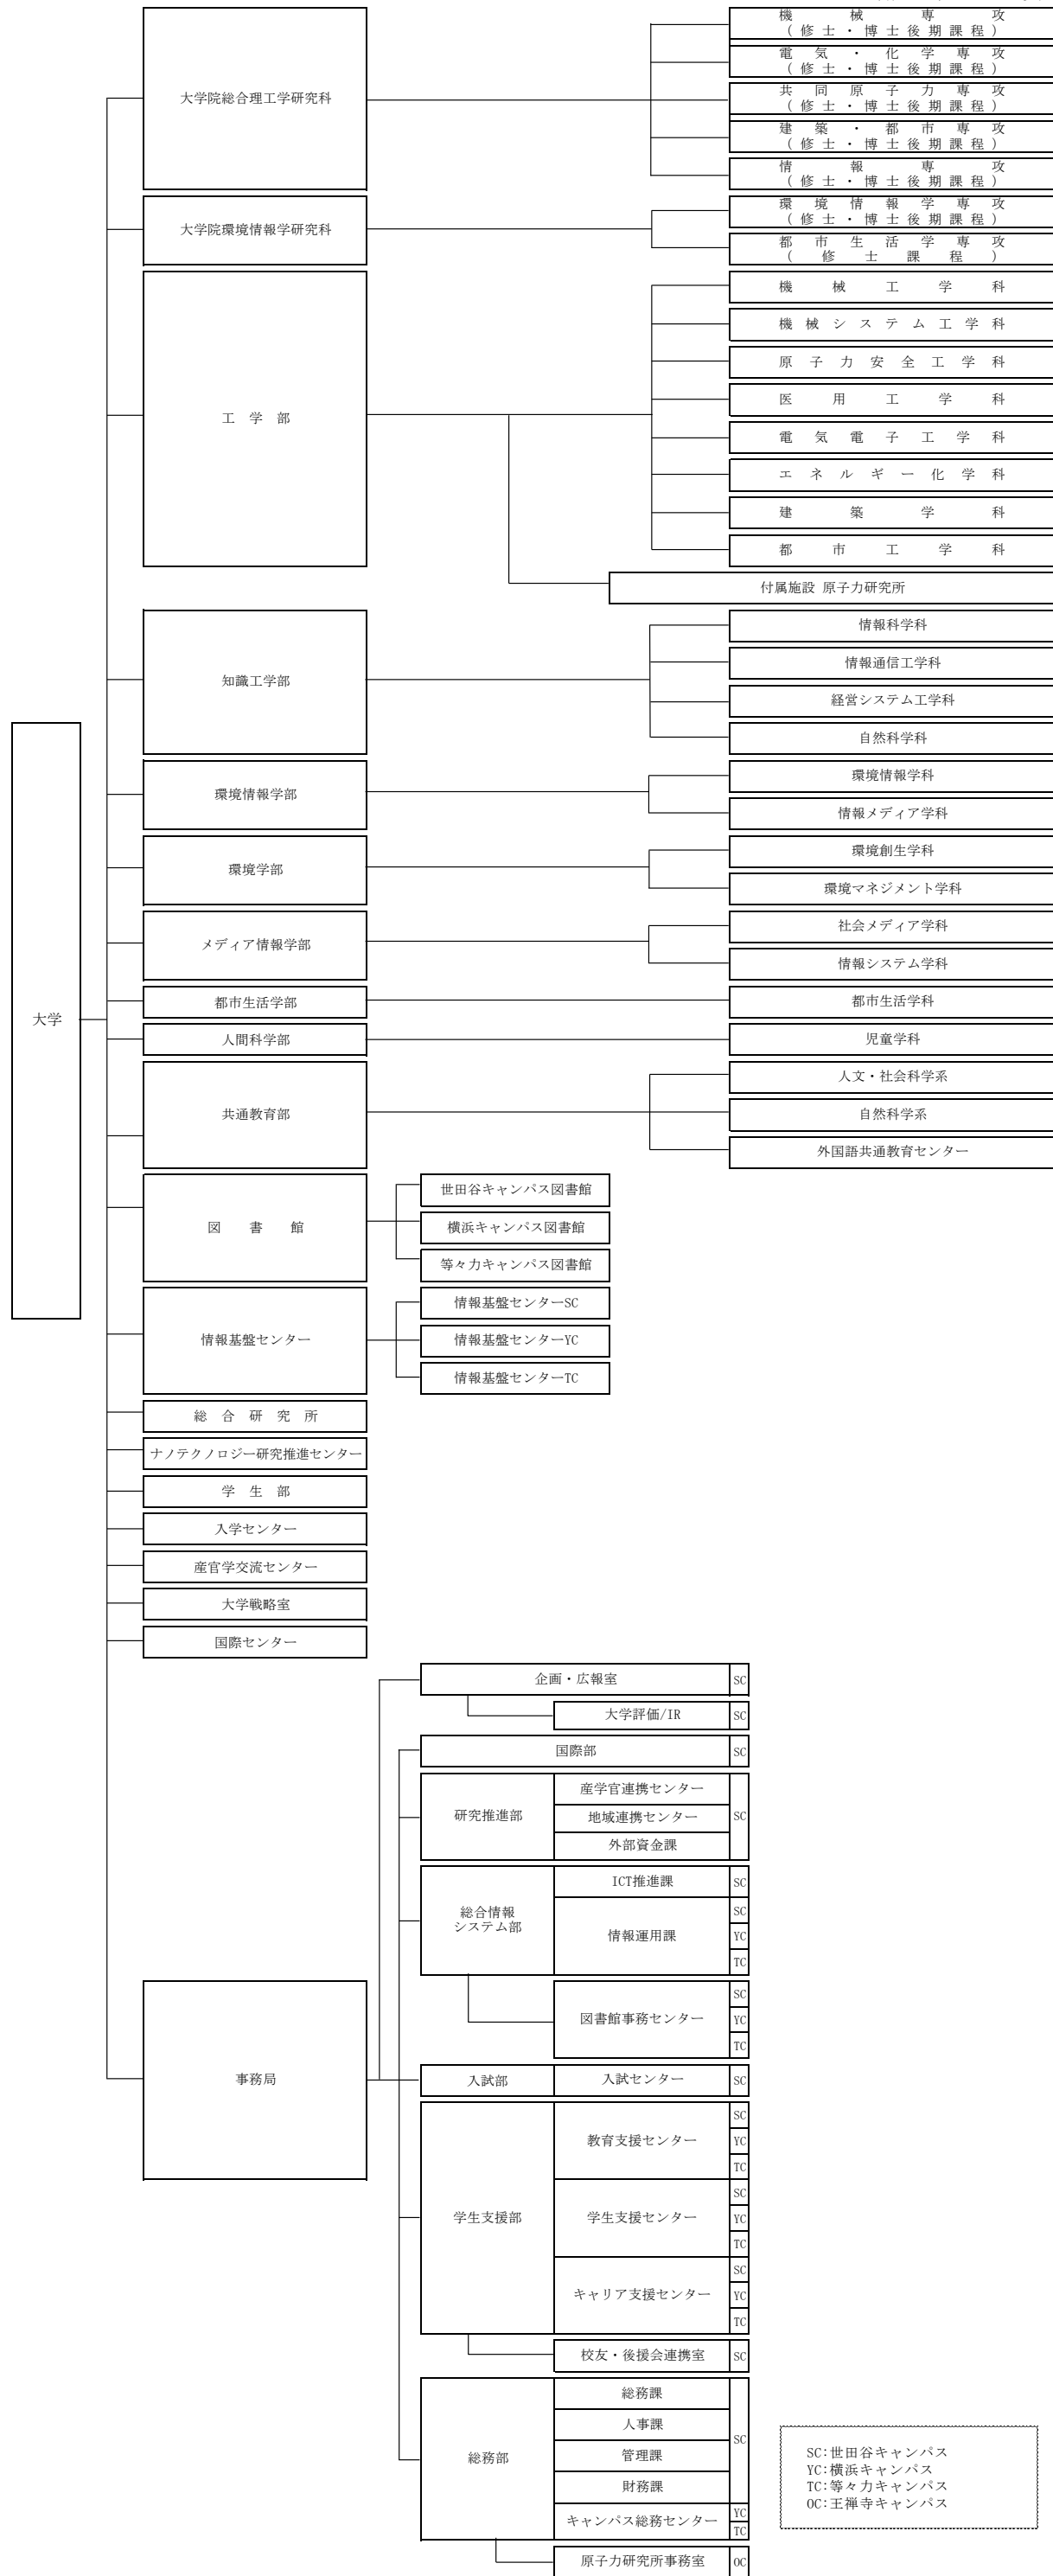 機械専攻
（修士・博士後期課程）
電気・化学専攻
（修士・博士後期課程）
大学院総合理工学研究科
共同原子力専攻
（修士・博士後期課程）
建築・都市専攻
（修士・博士後期課程）
情報専攻
（修士・博士後期課程）
大学院環境情報学研究科
環境情報学専攻
（修士・博士後期課程）
都市生活学専攻
（修士課程）
工学部
機械工学科
機械システム工学科
原子力安全工学科
医用工学科
電気電子工学科
エネルギー化学科
建築学科
都市工学科
付属施設 原子力研究所
知識工学部
情報科学科
情報通信工学科
経営システム工学科
自然科学科
環境情報学部
環境情報学科
情報メディア学科
環境学部
環境創生学科
環境マネジメント学科
メディア情報学部
社会メディア学科
情報システム学科
大学
都市生活学部
都市生活学科
人間科学部
児童学科
共通教育部
人文・社会科学系
自然科学系
外国語共通教育センター
図書館
世田谷キャンパス図書館
横浜キャンパス図書館
等々力キャンパス図書館
情報基盤センター
情報基盤センターSC
情報基盤センターYC
情報基盤センターTC
総合研究所
ナノテクノロジー研究推進センター
学生部
入学センター
産官学交流センター
大学戦略室
国際センター
事務局
企画・広報室 SC
大学評価/IR SC
国際部 SC
研究推進部
産学官連携センター
地域連携センター
外部資金課
SC
総合情報
システム部
ICT推進課 SC
情報運用課
SC
YC
TC
図書館事務センター
SC
YC
TC
入試部 入試センター SC
学生支援部
教育支援センター
SC
YC
TC
学生支援センター
SC
YC
TC
キャリア支援センター
SC
YC
TC
校友・後援会連携室 SC
総務部
総務課
人事課
管理課
財務課
SC
キャンパス総務センター
YC
TC
原子力研究所事務室 OC
SC:世田谷キャンパス
YC:横浜キャンパス
TC:等々力キャンパス
OC:王禅寺キャンパス